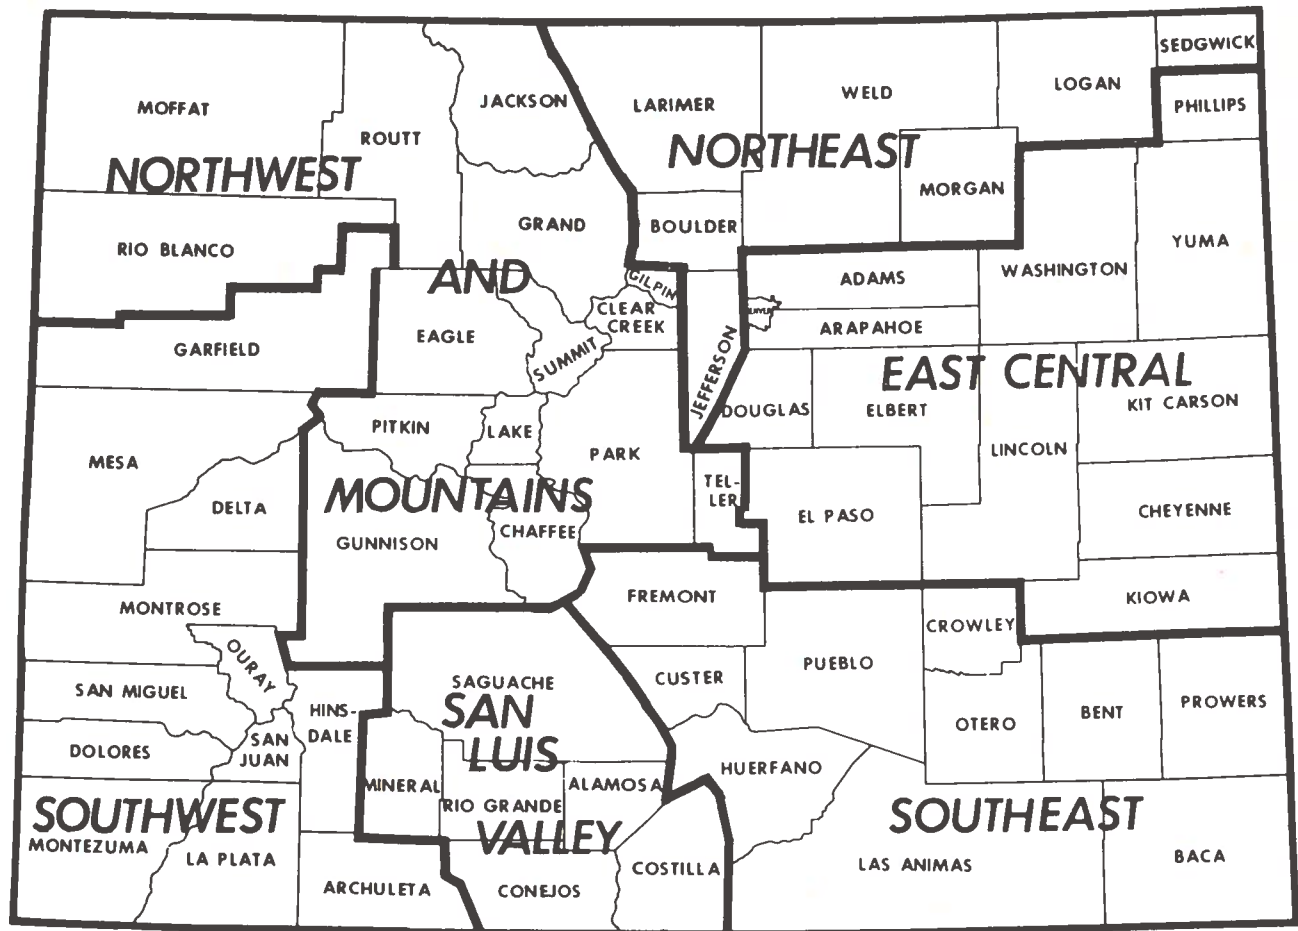 SEDGWICK
LOGAN
PHILLIPS
WELD
JACKSON
LARIMER
MOFFAT
ROUTT
NORTHEAST
NORTHWEST
MORGAN
GRAND
BOULDER
YUMA
RIO BLANCO
WASHINGTON
AND
ADAMS
GILPIN
CLEAR
CREEK
ARAPAHOE
EAGLE
GARFIELD
SUMMIT
JEFFERSON
EAST CENTRAL
DOUGLAS
ELBERT
KIT CARSON
PITKIN
LAKE
PARK
LINCOLN
MESA
TEL-
LER
MOUNTAINS
DELTA
EL PASO
CHEYENNE
CHAFFEE
GUNNISON
FREMONT
KIOWA
MONTROSE
CROWLEY
OURAY
PUEBLO
CUSTER
SAGUACHE
SAN MIGUEL
HINS-
DALE
SAN
LUIS
VALLEY
OTERO
BENT
PROWERS
DOLORES
SAN
JUAN
HUERFANO
MINERAL
RIO GRANDE
ALAMOSA
SOUTHWEST
SOUTHEAST
MONTEZUMA
LA PLATA
COSTILLA
LAS ANIMAS
BACA
ARCHULETA
CONEJOS